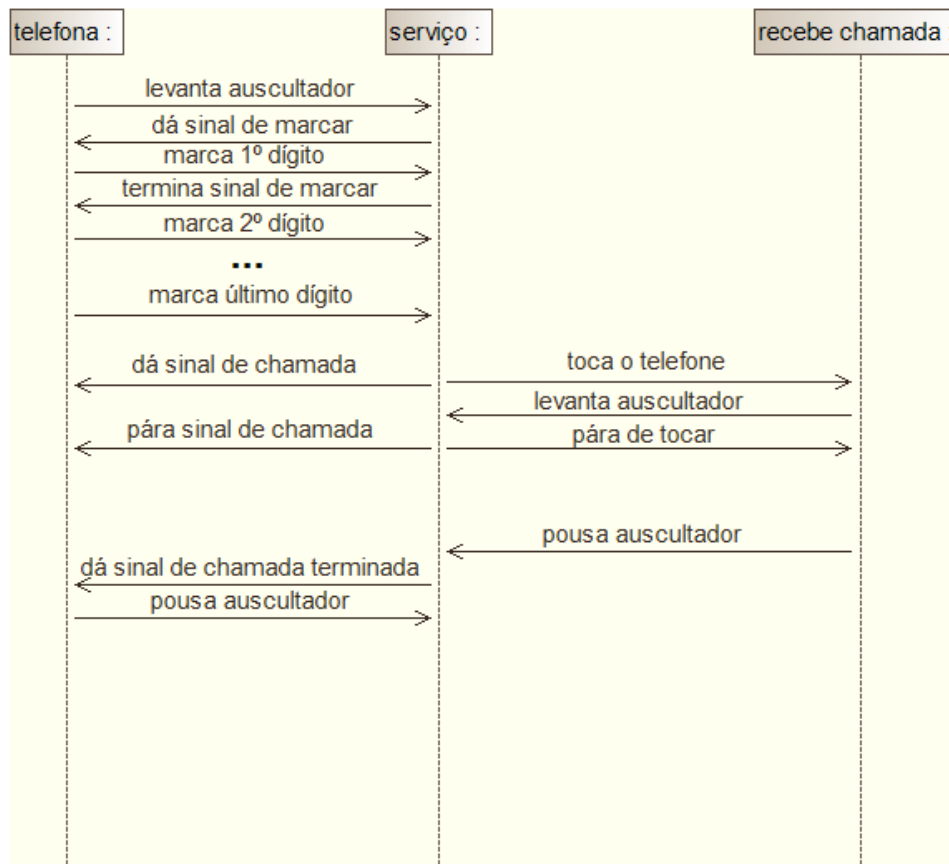 telefona :
serviço :
recebe chamada :
levanta auscultador
dá sinal de marcar
marca 1º dígito
termina sinal de marcar
marca 2º dígito
...
marca último dígito
dá sinal de chamada
toca o telefone
levanta auscultador
pára sinal de chamada
pára de tocar
pousa auscultador
dá sinal de chamada terminada
pousa auscultador